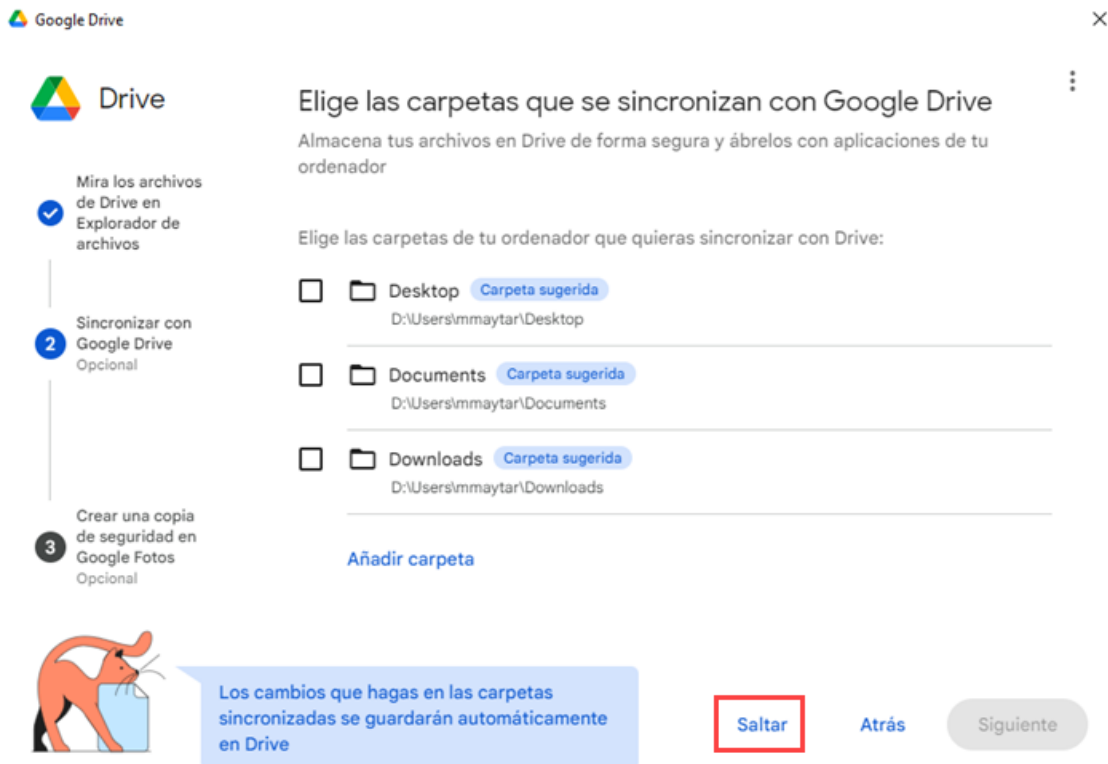 Google Drive
Drive
Mira los archivos
de Drive en
Explorador de
archivos
2
Sincronizar con
Google Drive
Opcional
3
Crear una copia
de seguridad en
Google Fotos
Opcional
Elige las carpetas que se sincronizan con Google Drive
Almacena tus archivos en Drive de forma segura y ábrelos con aplicaciones de tu
ordenador
Elige las carpetas de tu ordenador que quieras sincronizar con Drive:
Desktop Carpeta sugerida
D:\Users\mmaytar\Desktop
Documents Carpeta sugerida
D:\Users\mmaytar\Documents
Downloads Carpeta sugerida
D:\Users\mmaytar\Downloads
Añadir carpeta
Los cambios que hagas en las carpetas
sincronizadas se guardarán automáticamente
en Drive
Saltar Atrás Siguiente